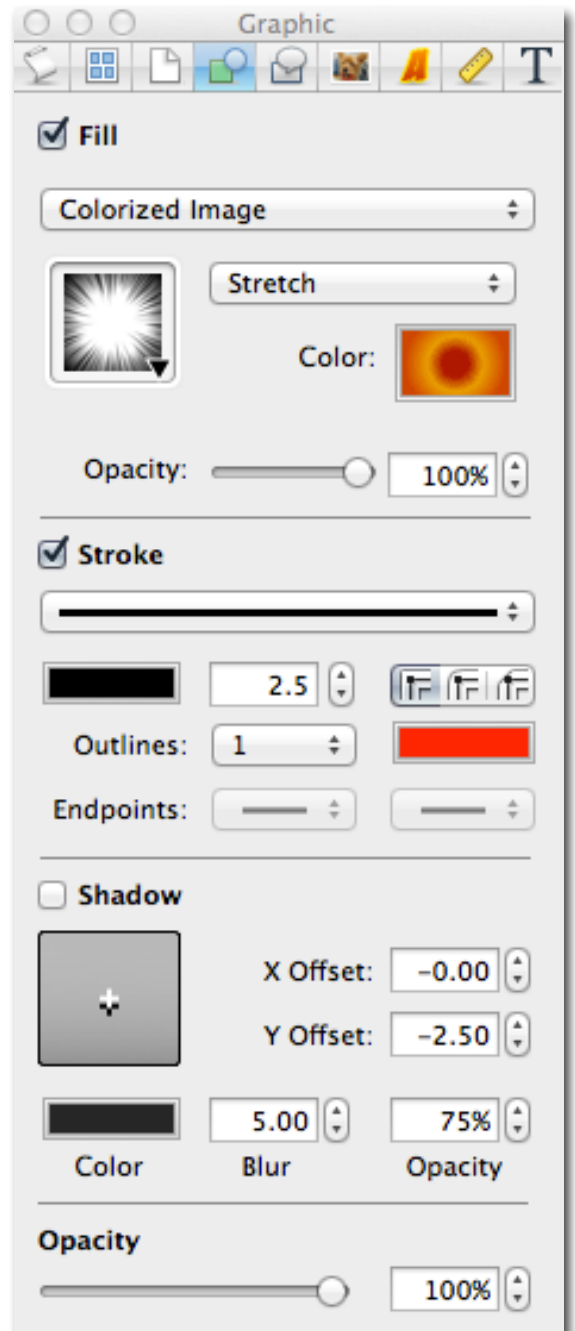 Graphic
T
Fill
Colorized Image
Stretch
Color:
Opacity: 100%
Stroke
2.5
Outlines: 1
Endpoints:
Shadow
X Offset: -0.00
Y Offset: -2.50
5.00 75%
Color Blur Opacity
Opacity
100%